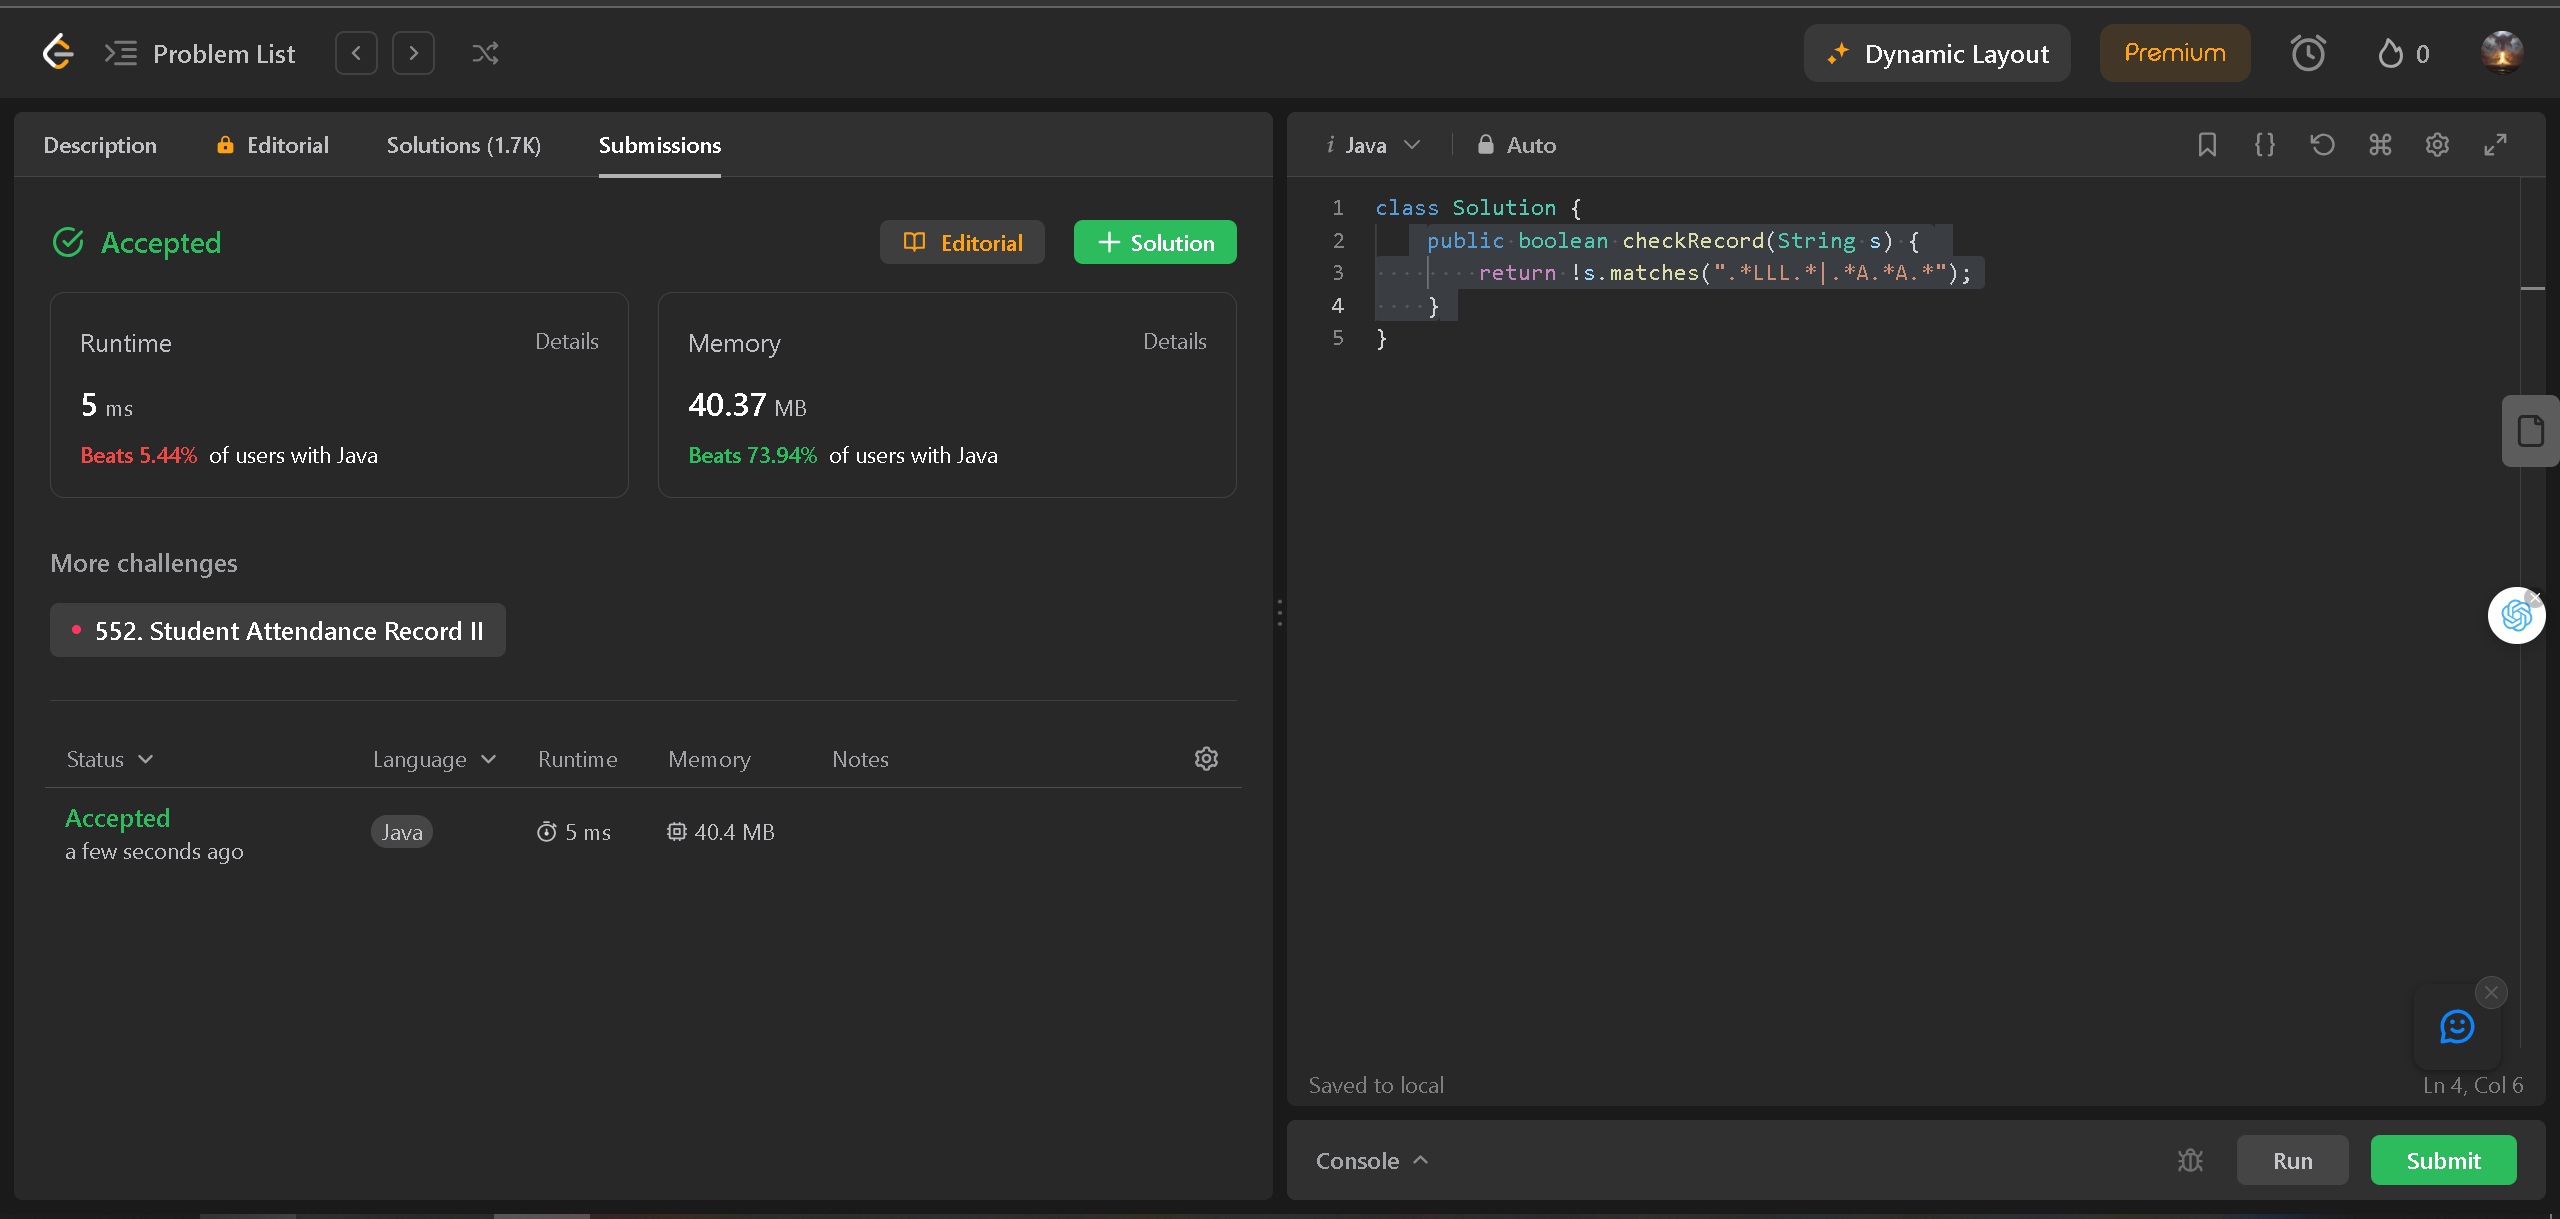 Problem List
Dynamic Layout
Premium
0
Description
Editorial
Solutions (1.7K)
Submissions
Java
Auto
Accepted
Editorial
Solution
Runtime
Details
5 ms
Beats 5.44% of users with Java
Memory
Details
40.37 MB
Beats 73.94% of users with Java
More challenges
552. Student Attendance Record II
Status Language Runtime Memory Notes
Accepted
a few seconds ago
Java
5 ms
40.4 MB
1 class Solution {
2 public boolean checkRecord(String s) {
3 return !s.matches(".*LLL.*|.*A.*A.*");
4 }
5 }
Saved to local
Ln 4, Col 6
Console
Run
Submit